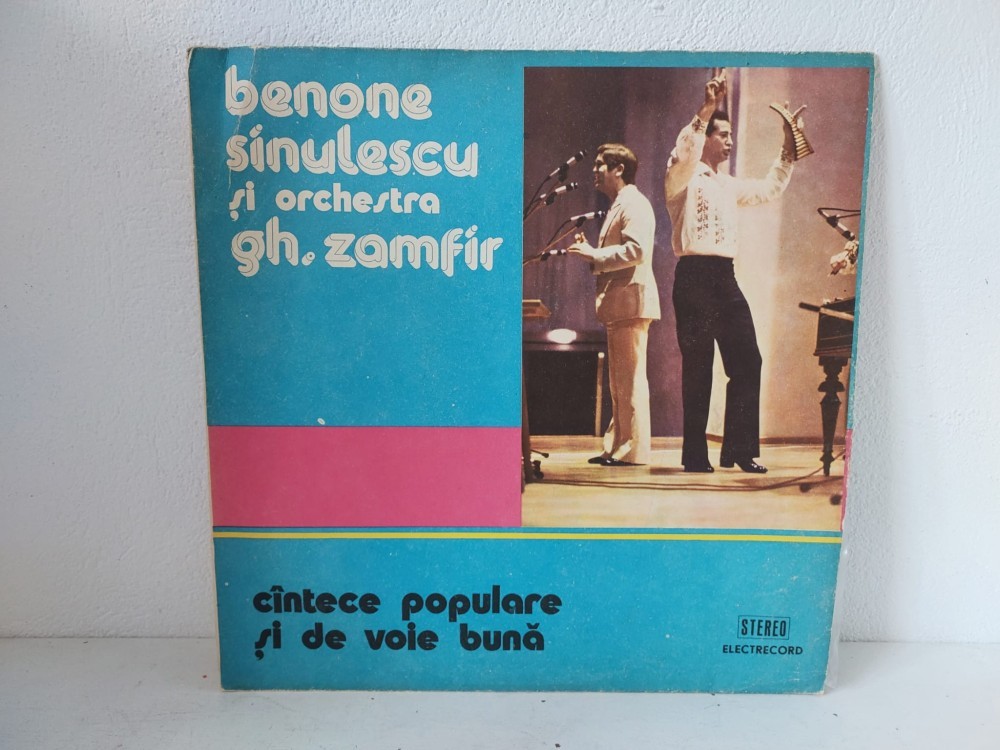 benone
sinulescu
și orchestra
gh. zamfir
cîntece populare
și de voie bună
STEREO
ELECTRECORD